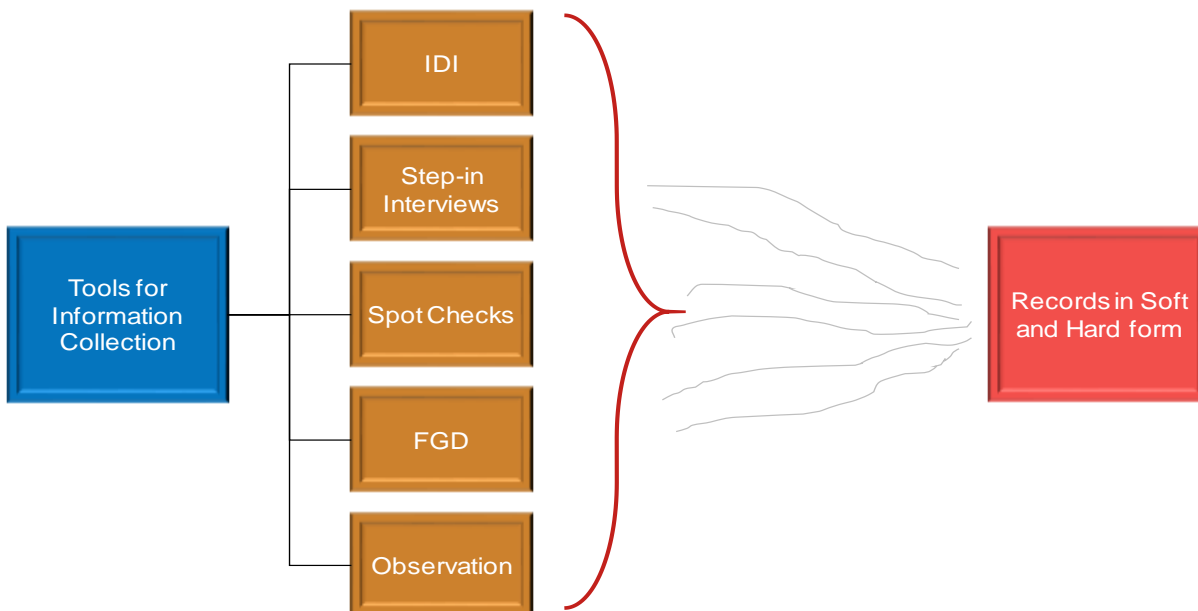 IDI
Step-in
Interviews
Tools for
Information
Collection
Spot Checks
Records in Soft
and Hard form
FGD
Observation